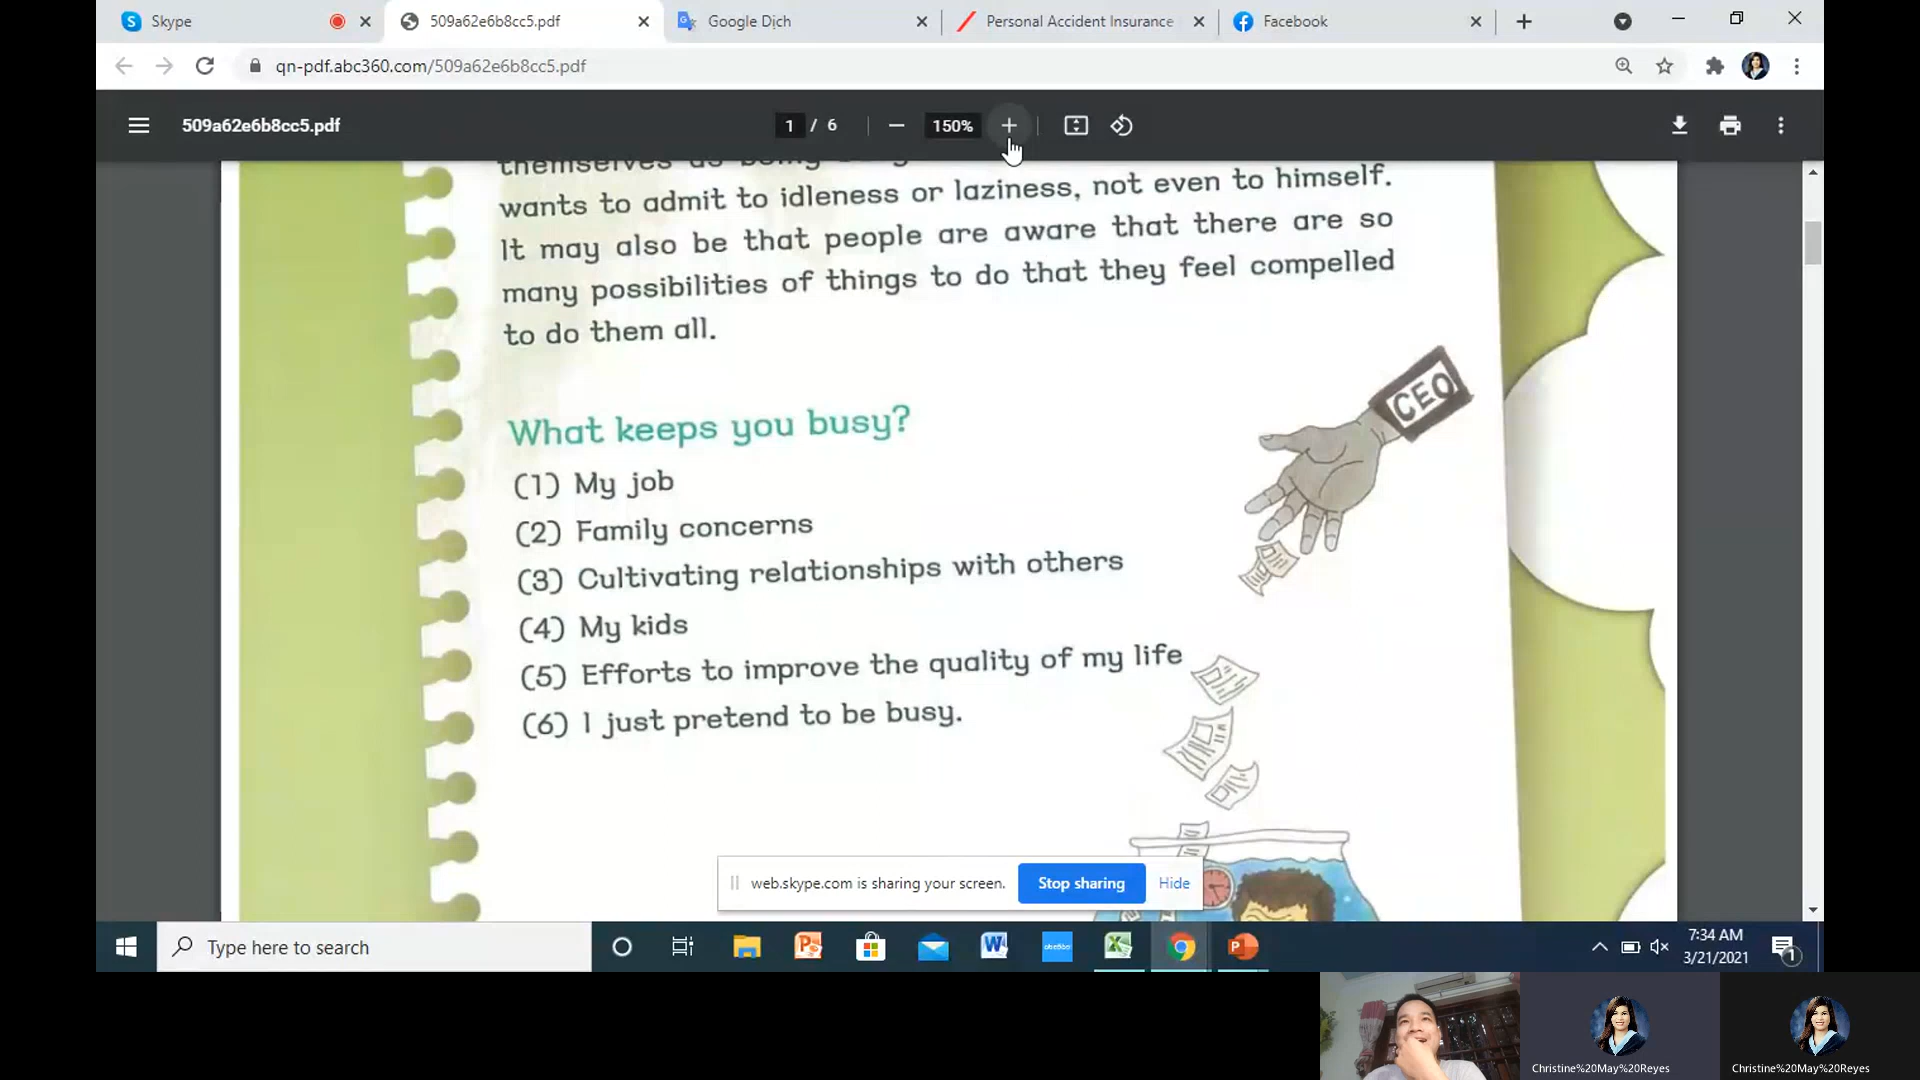 Skype
509a62e6b8cc5.pdf
Google Dịch
Personal Accident Insurance
Facebook
qn-pdf.abc360.com/509a62e6b8cc5.pdf
509a62e6b8cc5.pdf
1 / 6
150%
wants to admit to idleness or laziness, not even to himself.
It may also be that people are aware that there are so
many possibilities of things to do that they feel compelled
to do them all.
CEO
What keeps you busy?
(1) My job
(2) Family concerns
(3) Cultivating relationships with others
(4) My kids
(5) Efforts to improve the quality of my life
(6) I just pretend to be busy.
web.skype.com is sharing your screen.
Stop sharing
Hide
Type here to search
7:34 AM
3/21/2021
1
Christine%20May%20Reyes
Christine%20May%20Reyes